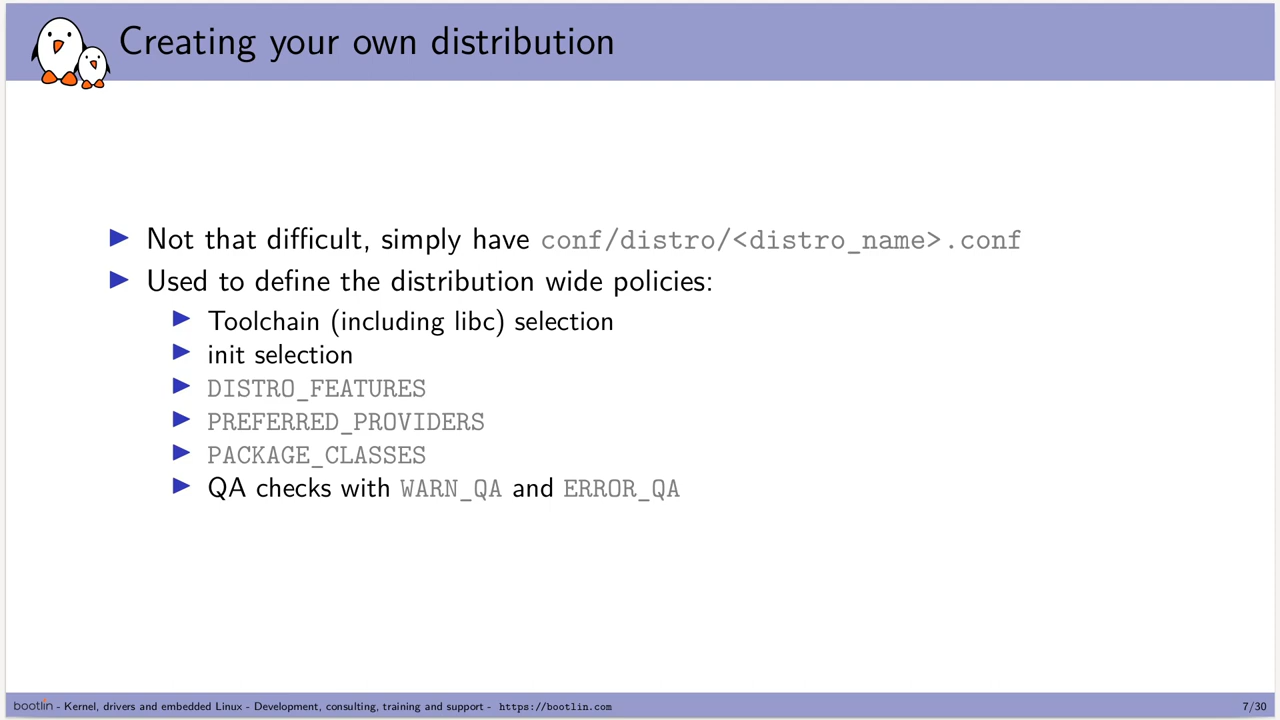 Creating your own distribution
▶ Not that difficult, simply have conf/distro/<distro_name>.conf
▶ Used to define the distribution wide policies:
▶ Toolchain (including libc) selection
▶ init selection
▶ DISTRO_FEATURES
▶ PREFERRED_PROVIDERS
▶ PACKAGE_CLASSES
▶ QA checks with WARN_QA and ERROR_QA
bootlin - Kernel, drivers and embedded Linux - Development, consulting, training and support - https://bootlin.com 7/30